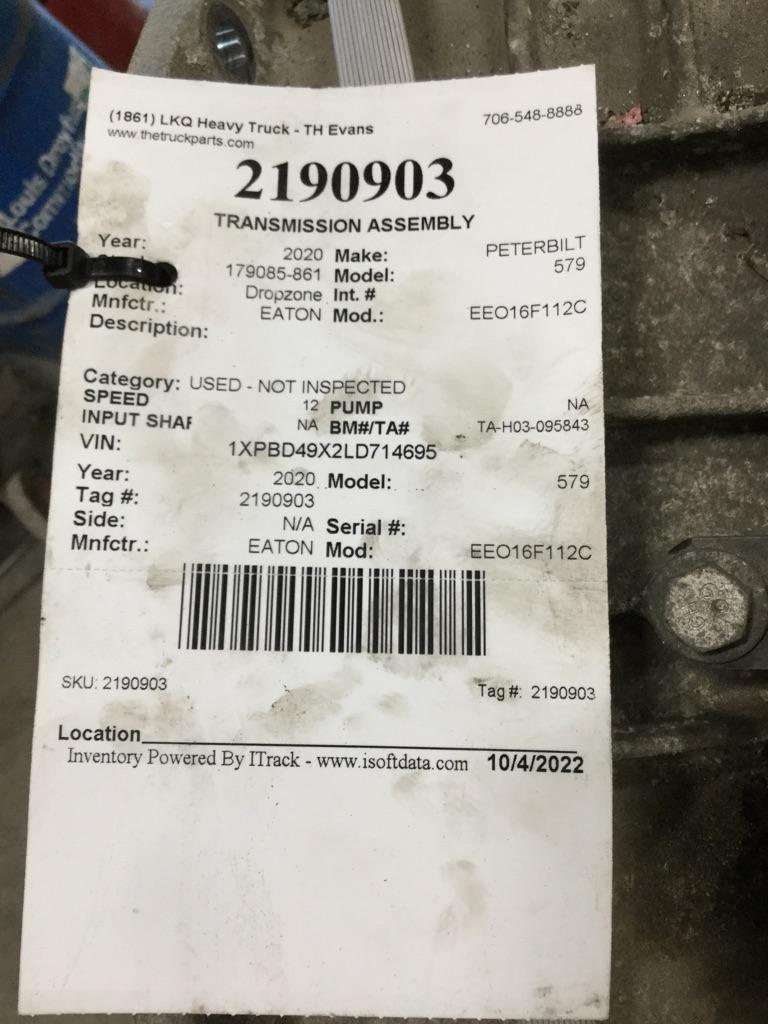 (1861) LKQ Heavy Truck - TH Evans 706-548-8888
www.thetruckparts.com
2190903
TRANSMISSION ASSEMBLY
Year: 2020 Make: PETERBILT
179085-861 Model: 579
Location: Dropzone Int. #
Mnfctr.: EATON Mod.: EEO16F112C
Description:
Category: USED - NOT INSPECTED
SPEED 12 PUMP NA
INPUT SHAF NA BM#/TA# TA-H03-095843
VIN: 1XPBD49X2LD714695
Year: 2020 Model: 579
Tag #: 2190903
Side: N/A Serial #:
Mnfctr.: EATON Mod: EEO16F112C
SKU: 2190903 Tag #: 2190903
Location
Inventory Powered By ITrack - www.isoftdata.com 10/4/2022
Louis Dreyfus